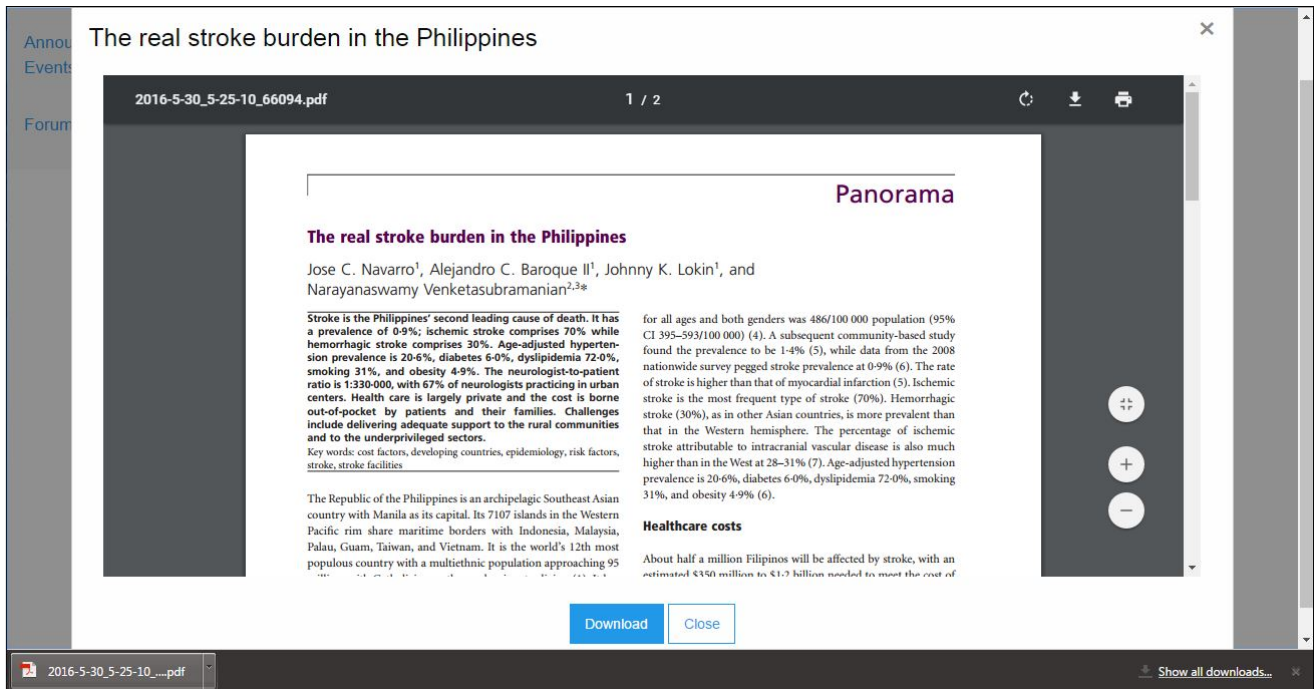 Annou
Events
Forum
The real stroke burden in the Philippines
×
2016-5-30_5-25-10_66094.pdf
1 / 2
Panorama
The real stroke burden in the Philippines
Jose C. Navarro¹, Alejandro C. Baroque II¹, Johnny K. Lokin¹, and
Narayanaswamy Venketasubramanian²,³*
Stroke is the Philippines' second leading cause of death. It has
a prevalence of 0·9%; ischemic stroke comprises 70% while
hemorrhagic stroke comprises 30%. Age-adjusted hyperten-
sion prevalence is 20·6%, diabetes 6·0%, dyslipidemia 72·0%,
smoking 31%, and obesity 4·9%. The neurologist-to-patient
ratio is 1:330·000, with 67% of neurologists practicing in urban
centers. Health care is largely private and the cost is borne
out-of-pocket by patients and their families. Challenges
include delivering adequate support to the rural communities
and to the underprivileged sectors.
Key words: cost factors, developing countries, epidemiology, risk factors,
stroke, stroke facilities
The Republic of the Philippines is an archipelagic Southeast Asian
country with Manila as its capital. Its 7107 islands in the Western
Pacific rim share maritime borders with Indonesia, Malaysia,
Palau, Guam, Taiwan, and Vietnam. It is the world's 12th most
populous country with a multiethnic population approaching 95
for all ages and both genders was 486/100 000 population (95%
CI 395–593/100 000) (4). A subsequent community-based study
found the prevalence to be 1·4% (5), while data from the 2008
nationwide survey pegged stroke prevalence at 0·9% (6). The rate
of stroke is higher than that of myocardial infarction (5). Ischemic
stroke is the most frequent type of stroke (70%). Hemorrhagic
stroke (30%), as in other Asian countries, is more prevalent than
that in the Western hemisphere. The percentage of ischemic
stroke attributable to intracranial vascular disease is also much
higher than in the West at 28–31% (7). Age-adjusted hypertension
prevalence is 20·6%, diabetes 6·0%, dyslipidemia 72·0%, smoking
31%, and obesity 4·9% (6).
Healthcare costs
About half a million Filipinos will be affected by stroke, with an
estimated $350 million to $1·2 billion needed to meet the cost of
Download
Close
2016-5-30_5-25-10_....pdf
Show all downloads...